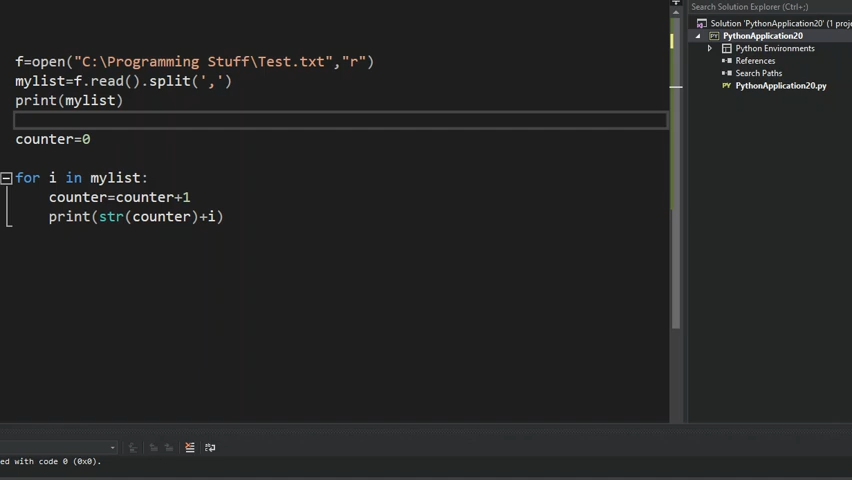 Search Solution Explorer (Ctrl+;)
Solution 'PythonApplication20' (1 proje
PythonApplication20
Python Environments
References
Search Paths
PythonApplication20.py
f=open("C:\Programming Stuff\Test.txt","r")
mylist=f.read().split(',')
print(mylist)
counter=0
for i in mylist:
counter=counter+1
print(str(counter)+i)
ed with code 0 (0x0).